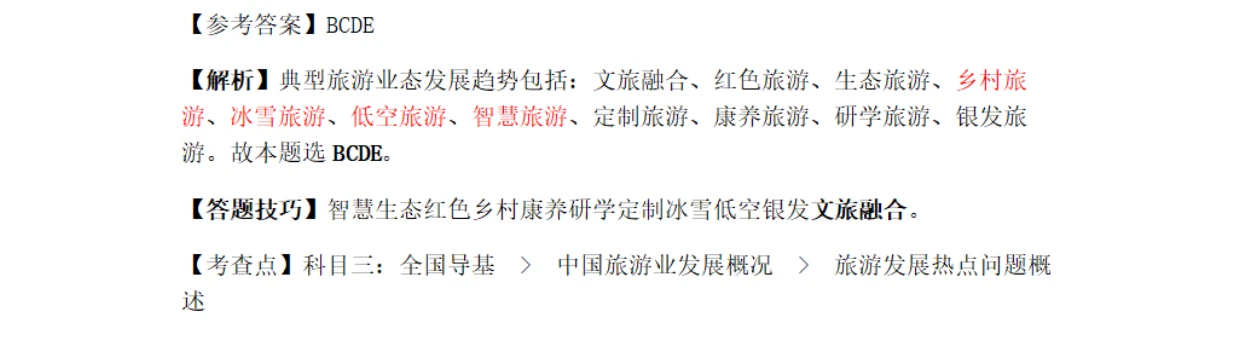 【参考答案】BCDE
【解析】典型旅游业态发展趋势包括：文旅融合、红色旅游、生态旅游、乡村旅
游、冰雪旅游、低空旅游、智慧旅游、定制旅游、康养旅游、研学旅游、银发旅
游。故本题选 BCDE。
【答题技巧】智慧生态红色乡村康养研学定制冰雪低空银发文旅融合。
【考查点】科目三：全国导基 > 中国旅游业发展概况 > 旅游发展热点问题概
述